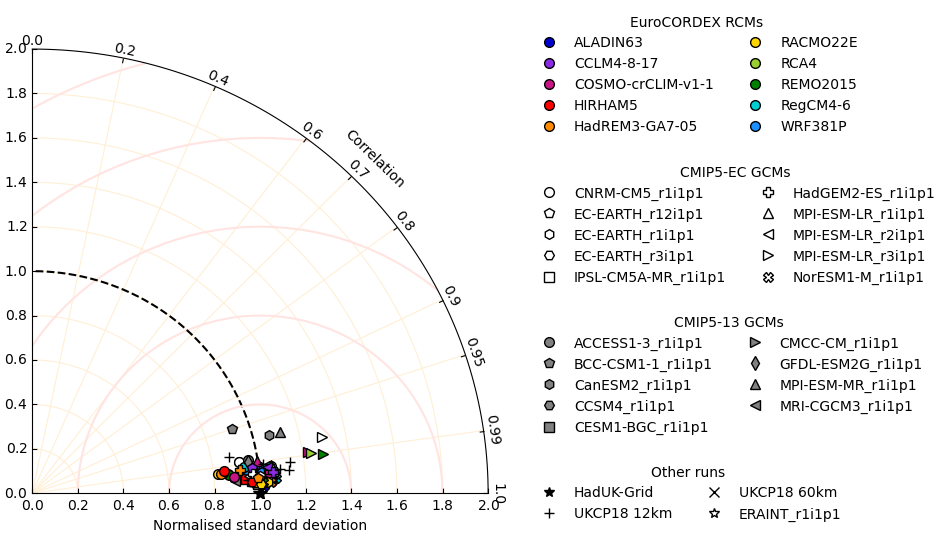 EuroCORDEX RCMs
ALADIN63
CCLM4-8-17
COSMO-crCLIM-v1-1
HIRHAM5
HadREM3-GA7-05
RACMO22E
RCA4
REMO2015
RegCM4-6
WRF381P
CMIP5-EC GCMs
CNRM-CM5_r1i1p1
EC-EARTH_r12i1p1
EC-EARTH_r1i1p1
EC-EARTH_r3i1p1
IPSL-CM5A-MR_r1i1p1
HadGEM2-ES_r1i1p1
MPI-ESM-LR_r1i1p1
MPI-ESM-LR_r2i1p1
MPI-ESM-LR_r3i1p1
NorESM1-M_r1i1p1
CMIP5-13 GCMs
ACCESS1-3_r1i1p1
BCC-CSM1-1_r1i1p1
CanESM2_r1i1p1
CCSM4_r1i1p1
CESM1-BGC_r1i1p1
CMCC-CM_r1i1p1
GFDL-ESM2G_r1i1p1
MPI-ESM-MR_r1i1p1
MRI-CGCM3_r1i1p1
Other runs
HadUK-Grid
UKCP18 12km
UKCP18 60km
ERAINT_r1i1p1
2.0
1.8
1.6
1.4
1.2
1.0
0.8
0.6
0.4
0.2
0.0
0.0
0.2
0.4
0.6
0.7
0.8
0.9
0.95
0.99
1.0
Correlation
0.0
0.2
0.4
0.6
0.8
1.0
1.2
1.4
1.6
1.8
2.0
Normalised standard deviation